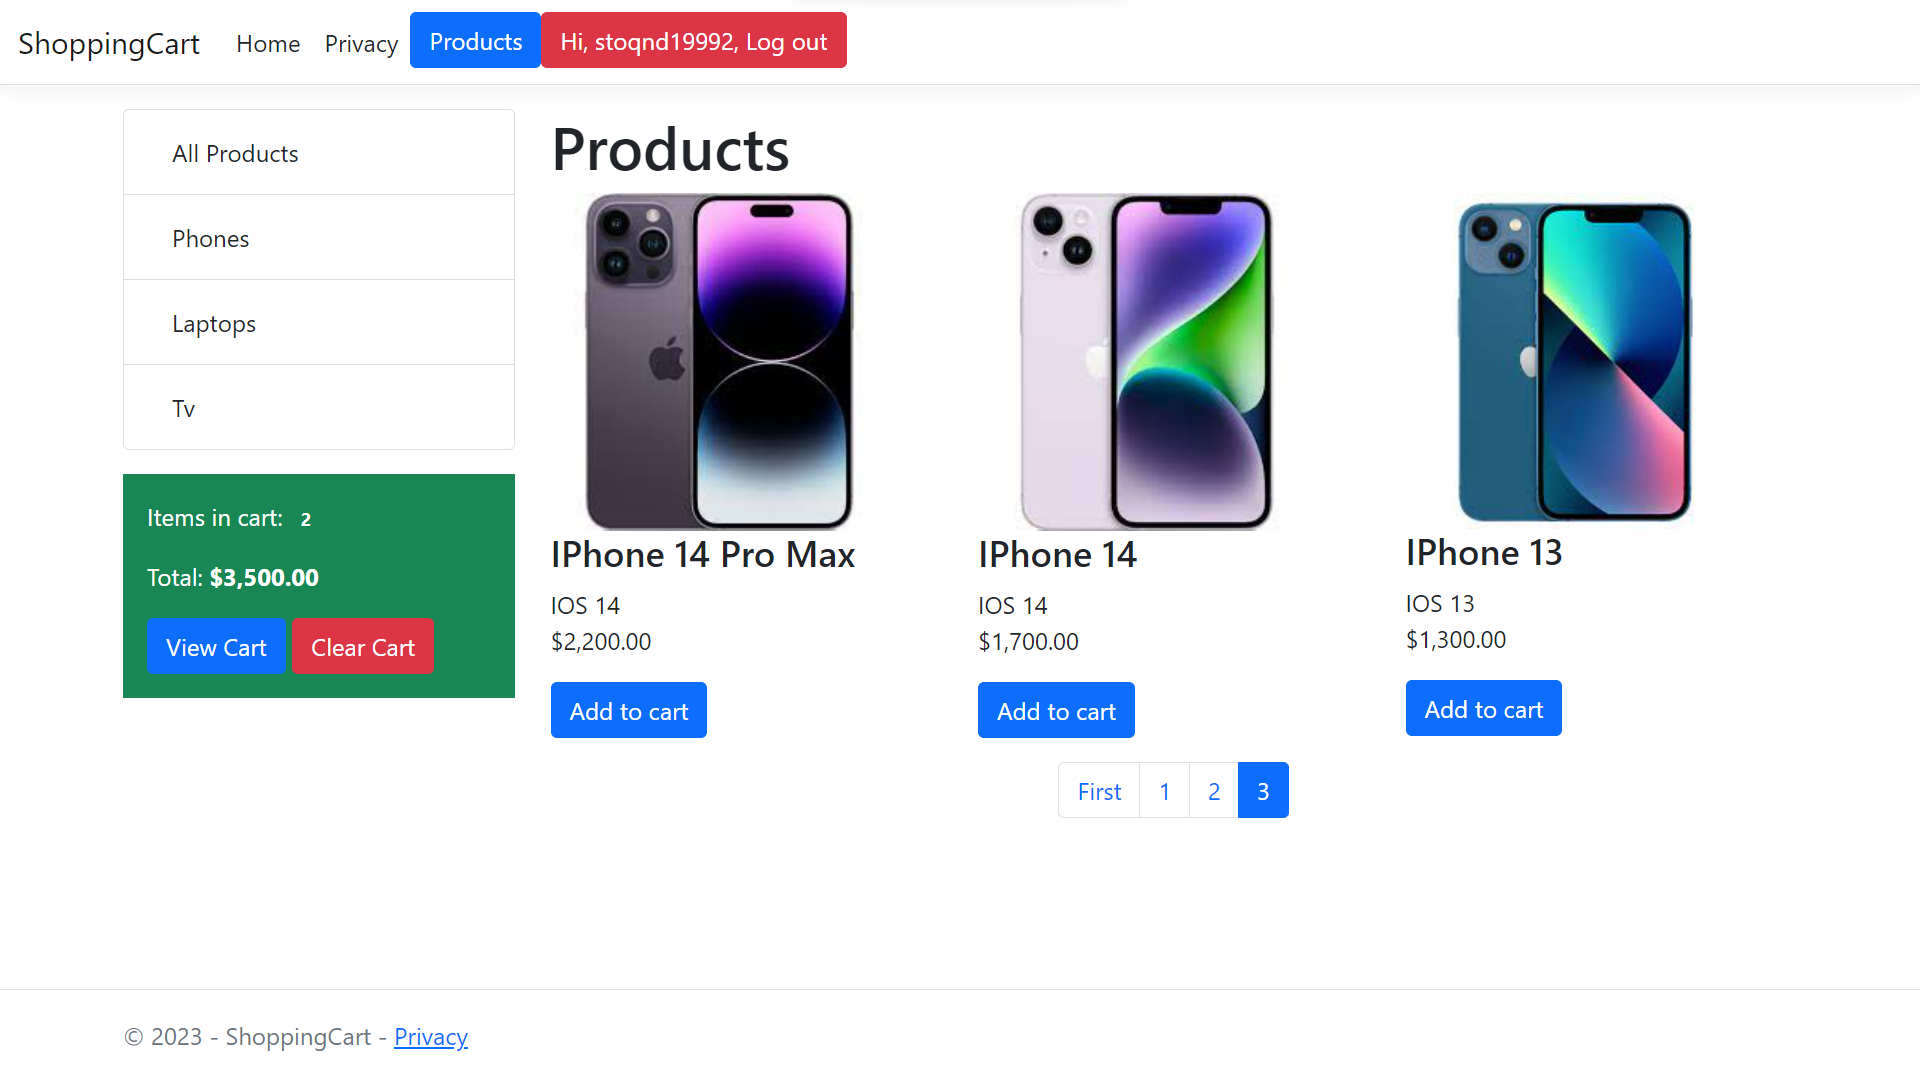 ShoppingCart Home Privacy Products Hi, stoqnd19992, Log out
All Products
Phones
Laptops
Tv
Items in cart: 2
Total: $3,500.00
View Cart Clear Cart
Products
IPhone 14 Pro Max
IOS 14
$2,200.00
Add to cart
IPhone 14
IOS 14
$1,700.00
Add to cart
IPhone 13
IOS 13
$1,300.00
Add to cart
First 1 2 3
© 2023 - ShoppingCart - Privacy